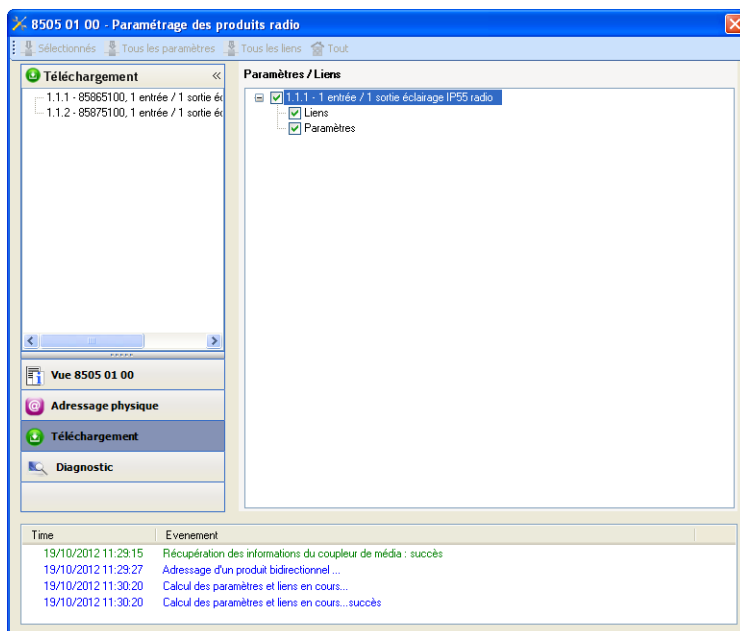 8505 01 00 - Paramétrage des produits radio
Sélectionnés Tous les paramètres Tous les liens Tout
Téléchargement «
1.1.1 - 85865100, 1 entrée / 1 sortie éc
1.1.2 - 85875100, 1 entrée / 1 sortie éc
Vue 8505 01 00
Adressage physique
Téléchargement
Diagnostic
Paramètres / Liens
1.1.1 - 1 entrée / 1 sortie éclairage IP55 radio
Liens
Paramètres
Time Evenement
19/10/2012 11:29:15 Récupération des informations du coupleur de média : succès
19/10/2012 11:29:27 Adressage d'un produit bidirectionnel ...
19/10/2012 11:30:20 Calcul des paramètres et liens en cours...
19/10/2012 11:30:20 Calcul des paramètres et liens en cours...succès